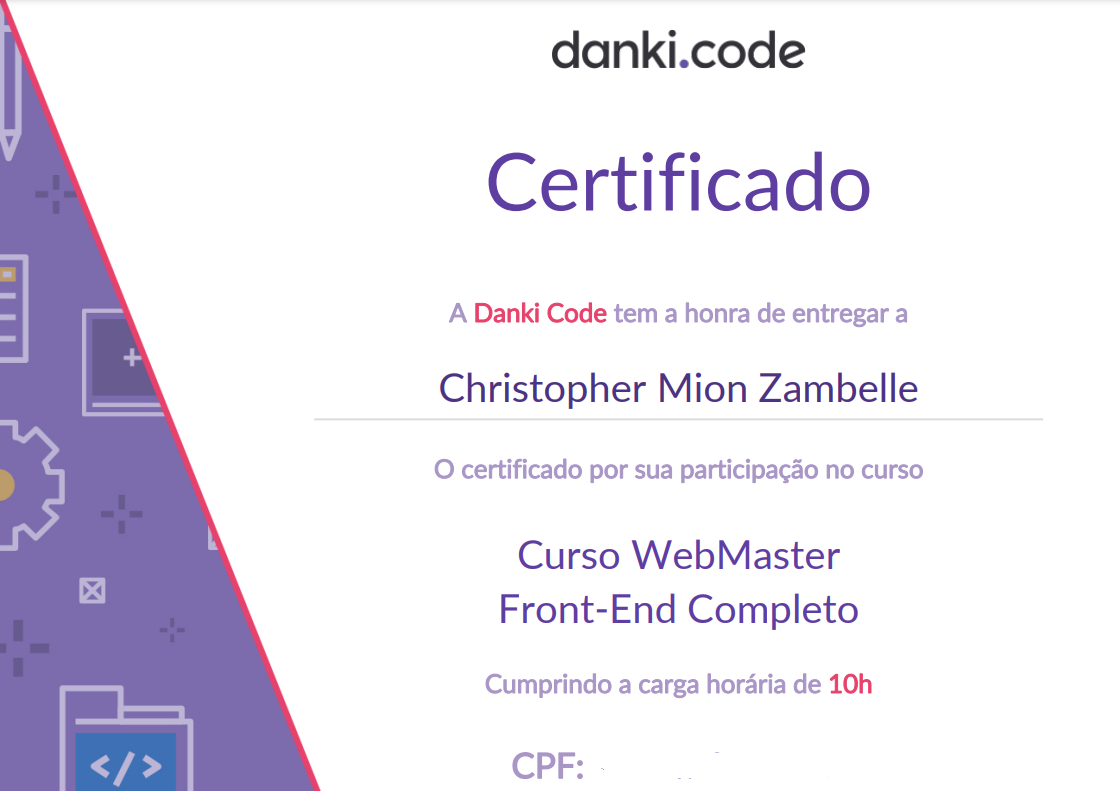 danki.code
Certificado
A Danki Code tem a honra de entregar a
Christopher Mion Zambelle
O certificado por sua participação no curso
Curso WebMaster
Front-End Completo
Cumprindo a carga horária de 10h
CPF:
</>